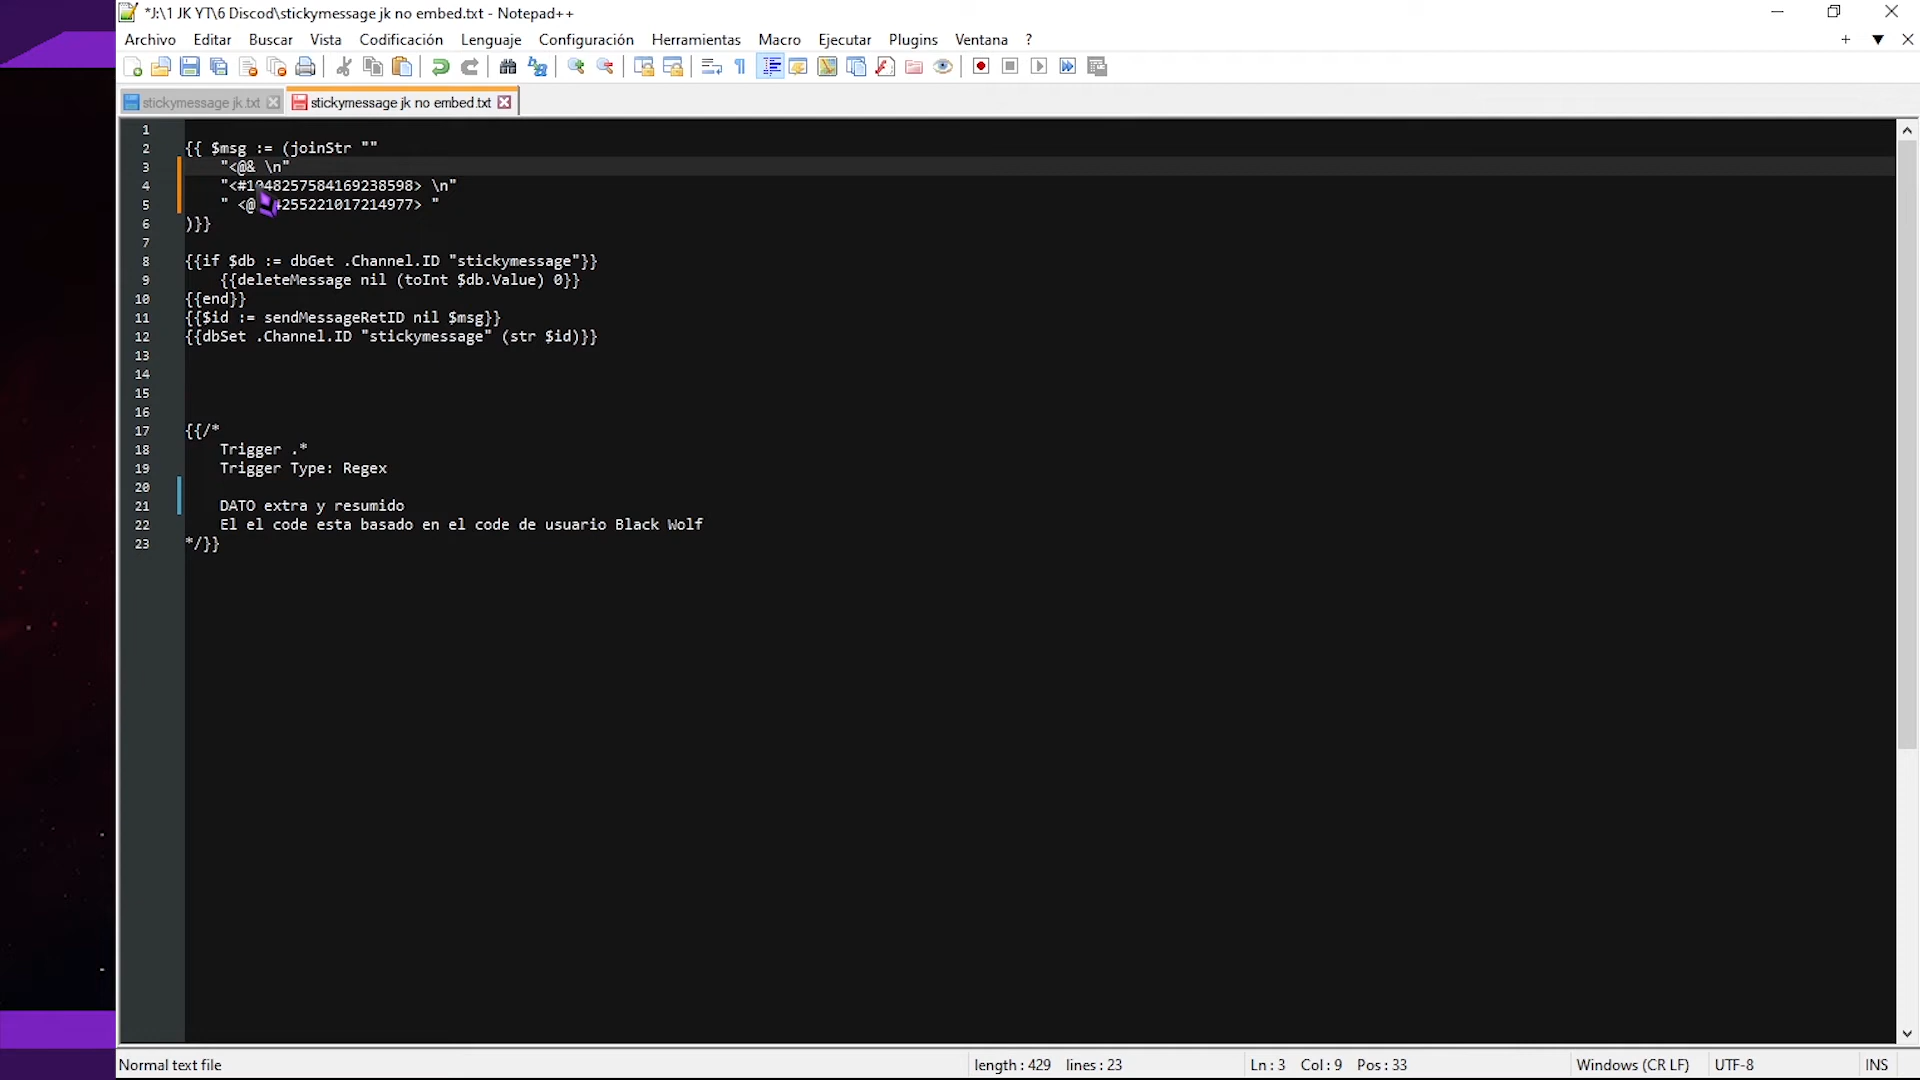 *J:\1 JK YT\6 Discod\stickymessage jk no embed.txt - Notepad++
Archivo Editar Buscar Vista Codificación Lenguaje Configuración Herramientas Macro Ejecutar Plugins Ventana ?
stickymessage jk.txt stickymessage jk no embed.txt
1
2 {{ $msg := (joinStr ""
3 "<@& \n"
4 "<#1048257584169238598> \n"
5 " <@ 4255221017214977> "
6 )}}
7
8 {{if $db := dbGet .Channel.ID "stickymessage"}}
9 {{deleteMessage nil (toInt $db.Value) 0}}
10 {{end}}
11 {{$id := sendMessageRetID nil $msg}}
12 {{dbSet .Channel.ID "stickymessage" (str $id)}}
13
14
15
16
17 {{/*
18 Trigger .*
19 Trigger Type: Regex
20
21 DATO extra y resumido
22 El el code esta basado en el code de usuario Black Wolf
23 */}}
Normal text file length : 429 lines : 23 Ln : 3 Col : 9 Pos : 33 Windows (CR LF) UTF-8 INS